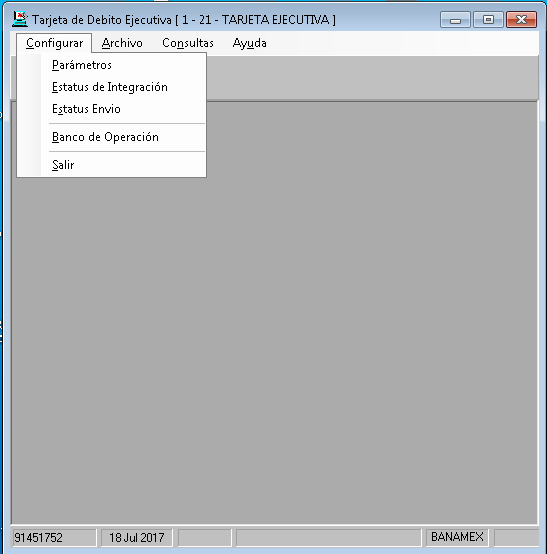 Tarjeta de Debito Ejecutiva [ 1 - 21 - TARJETA EJECUTIVA ]
Configurar Archivo Consultas Ayuda
Parámetros
Estatus de Integración
Estatus Envio
Banco de Operación
Salir
91451752 18 Jul 2017 BANAMEX